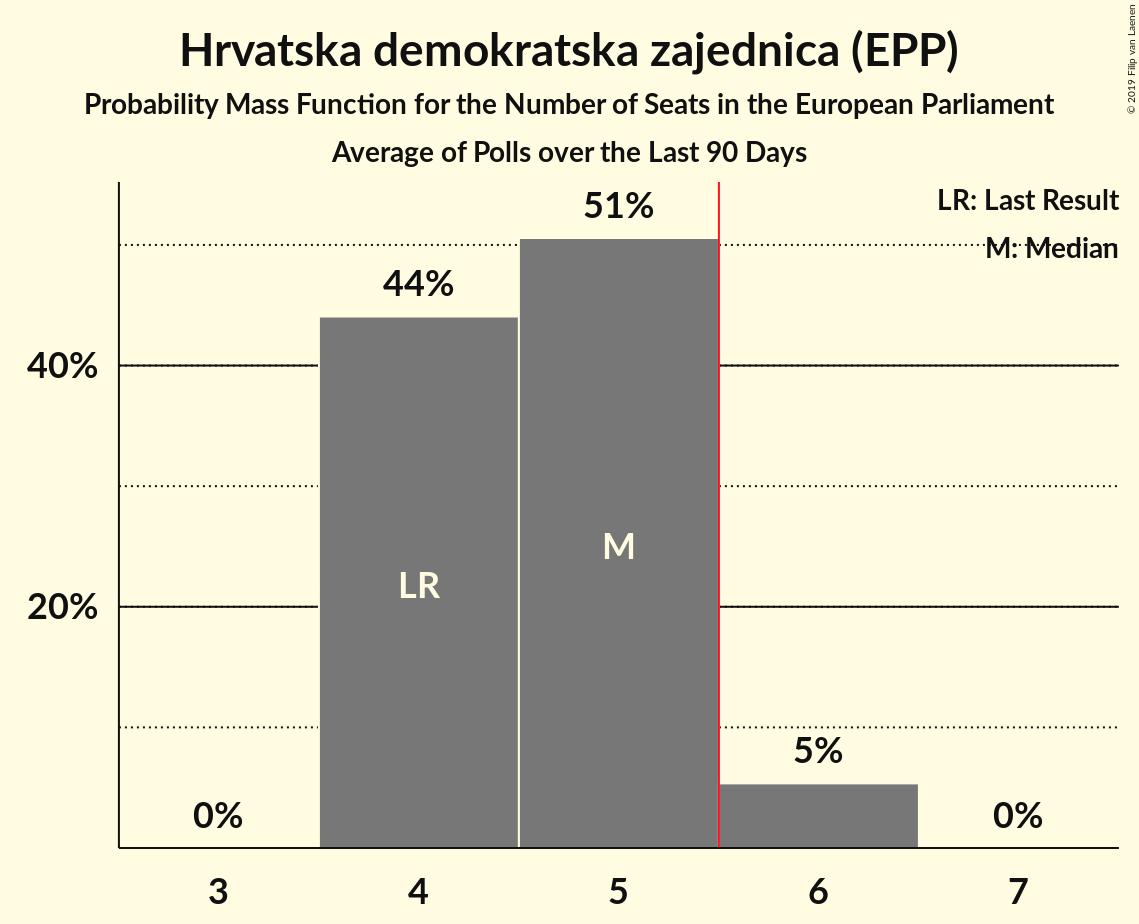 Hrvatska demokratska zajednica (EPP)
Probability Mass Function for the Number of Seats in the European Parliament
Average of Polls over the Last 90 Days
© 2019 Filip van Laenen
LR: Last Result
M: Median
51%
44%
40%
M
LR
20%
5%
0%
0%
3 4 5 6 7